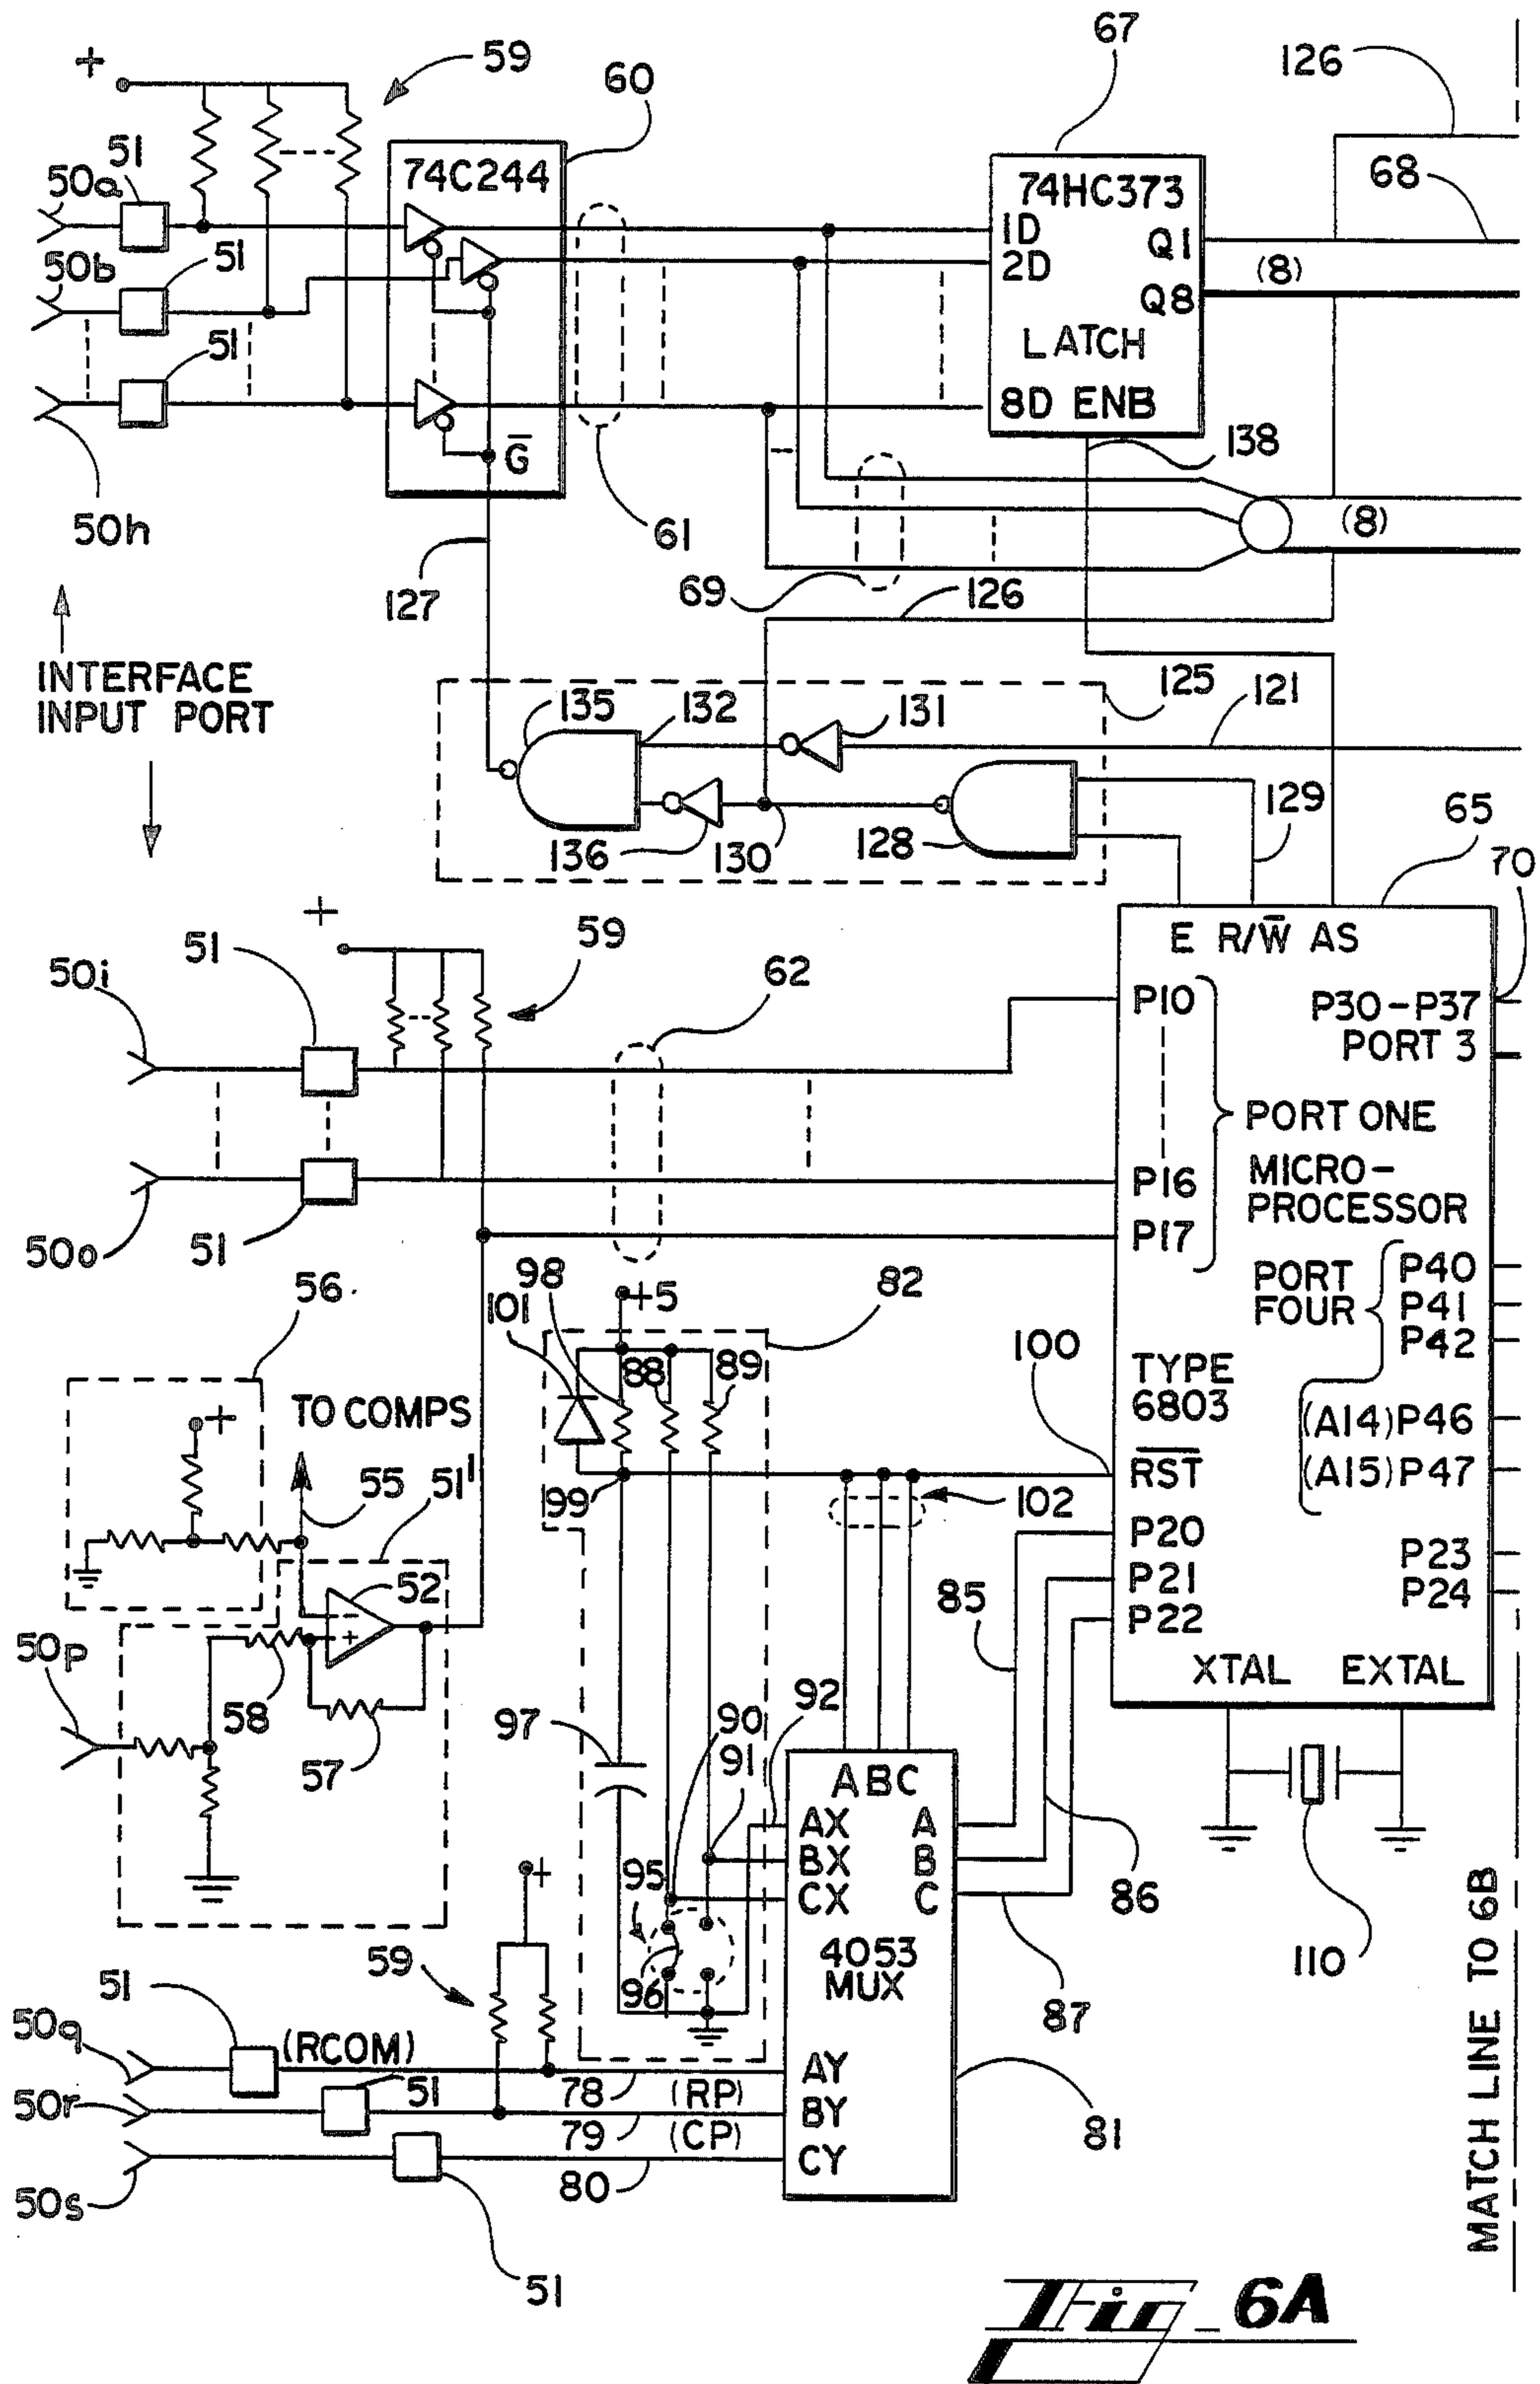 67
126
+
59
60
51
50a
74C244
74HC373
68
1D
Q1
50b
51
2D
(8)
Q8
51
LATCH
8D ENB
G̅
138
50h
61
(8)
127
69
126
INTERFACE
INPUT PORT
125
121
135
132
131
129
65
136
130
128
70
+
59
51
50i
62
E R/W̅ AS
P10
P30-P37
PORT 3
PORT ONE
P16
MICRO-
PROCESSOR
P17
50o
51
98
82
PORT
FOUR
P40
P41
P42
56
101
+5
100
88
89
TYPE
6803
+
TO COMPS
(A14)P46
(A15)P47
R̅S̅T̅
55
51'
99
102
P20
P23
P21
P24
52
85
P22
-
+
50p
XTAL EXTAL
58
92
97
90
91
57
ABC
AX A
BX B
95
CX C
86
+
4053
MUX
96
59
110
87
51
50q
(RCOM)
AY
78 (RP)
51
50r
BY
79 (CP)
81
CY
80
50s
51
MATCH LINE TO 6B
Fig_6A